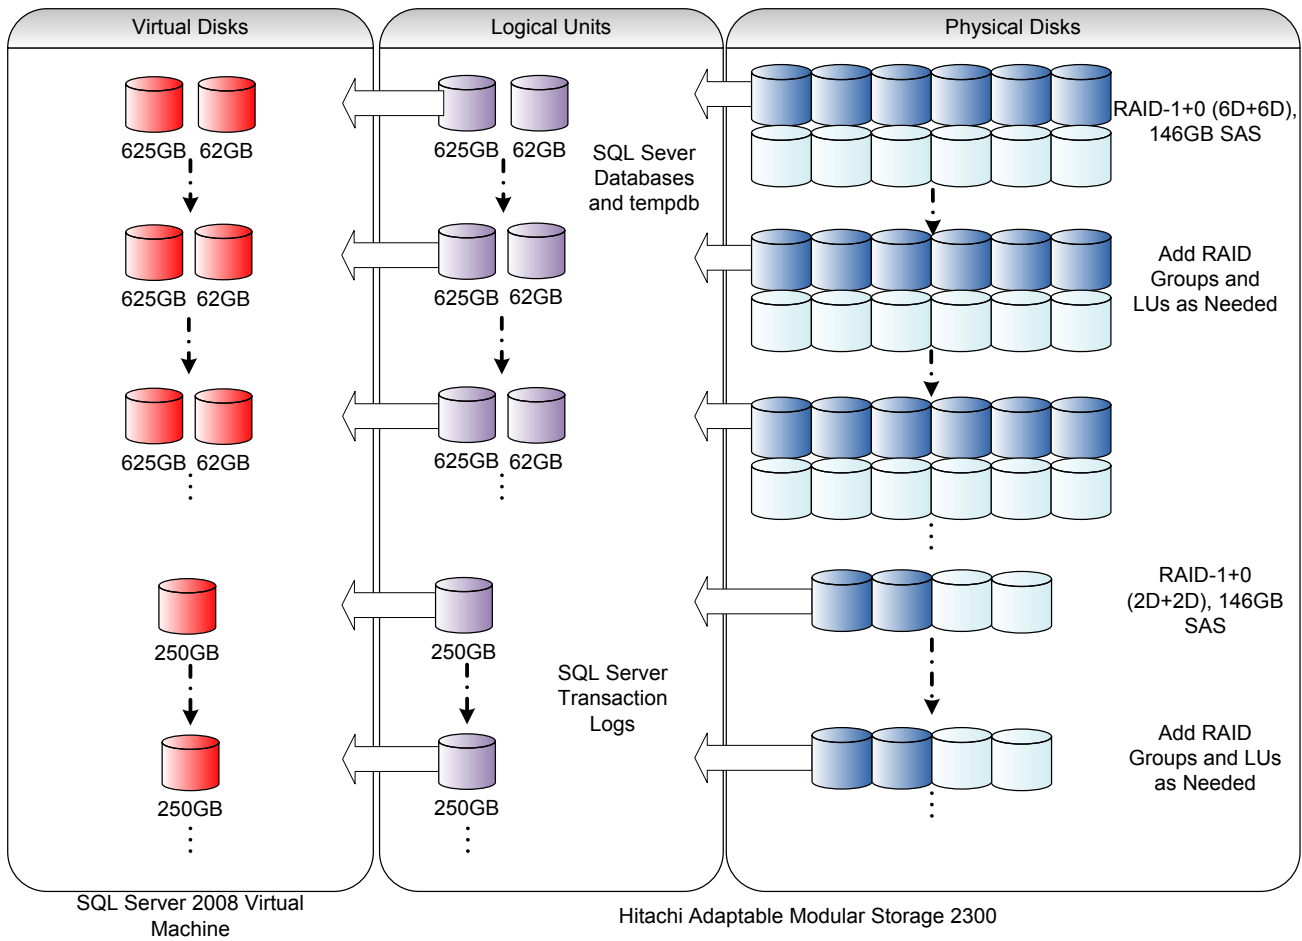 Virtual Disks
Logical Units
Physical Disks
625GB 62GB
625GB 62GB
SQL Sever
Databases
and tempdb
RAID-1+0 (6D+6D),
146GB SAS
625GB 62GB
625GB 62GB
Add RAID
Groups and
LUs as Needed
625GB 62GB
625GB 62GB
250GB
250GB
RAID-1+0
(2D+2D), 146GB
SAS
SQL Server
Transaction
Logs
250GB
250GB
Add RAID
Groups and LUs
as Needed
SQL Server 2008 Virtual
Machine
Hitachi Adaptable Modular Storage 2300